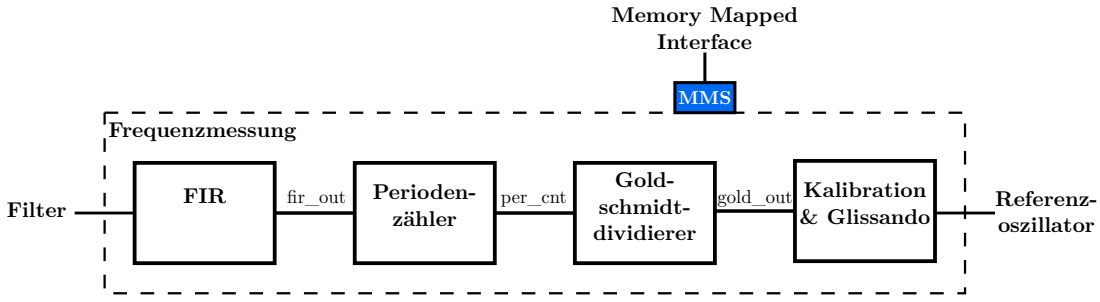 Memory Mapped
Interface
MMS
Frequenzmessung
Filter
FIR
fir_out
Perioden-
zähler
per_cnt
Gold-
schmidt-
dividierer
gold_out
Kalibration
& Glissando
Referenz-
oszillator